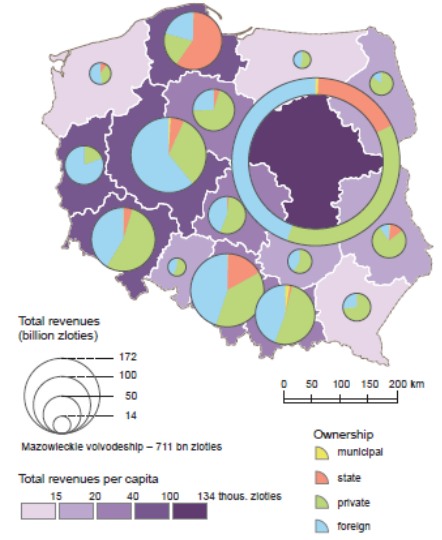 Total revenues
(billion zloties)
172
100
50
14
0 50 100 150 200 km
Mazowieckie voivodeship – 711 bn zloties
Ownership
municipal
state
private
foreign
Total revenues per capita
15 20 40 100 134 thous. zloties